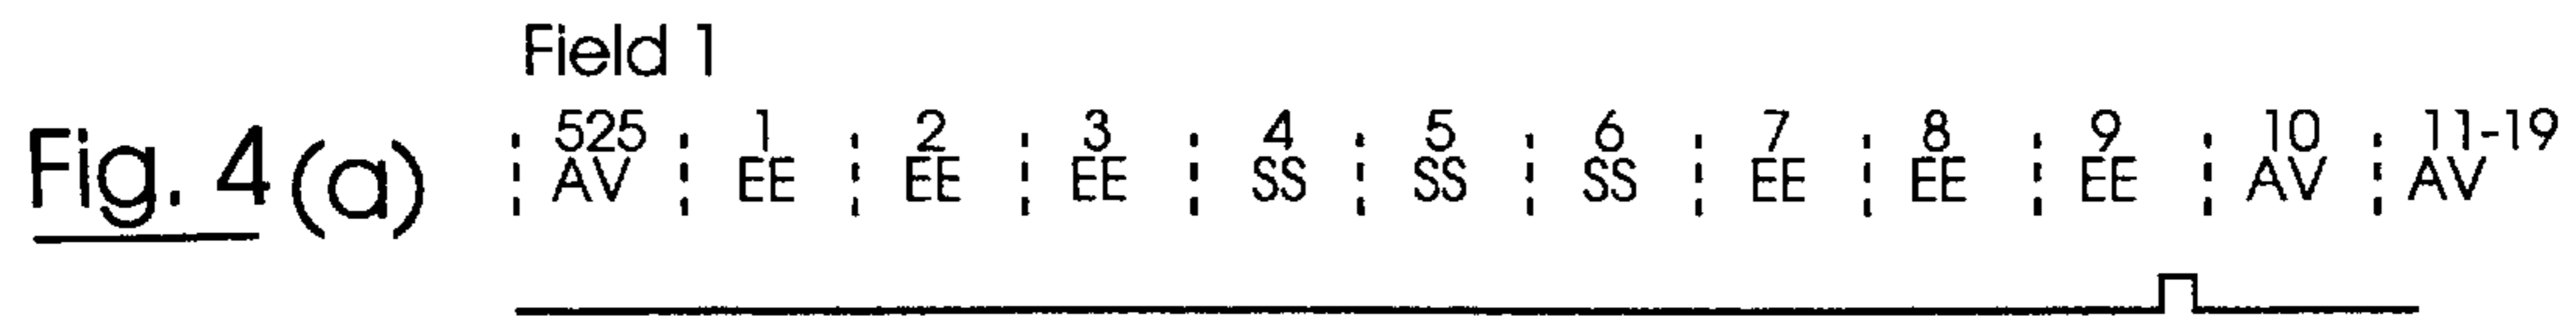 Field 1
Fig. 4(a)
525 1 2 3 4 5 6 7 8 9 10 11-19
AV EE EE EE SS SS SS EE EE EE AV AV